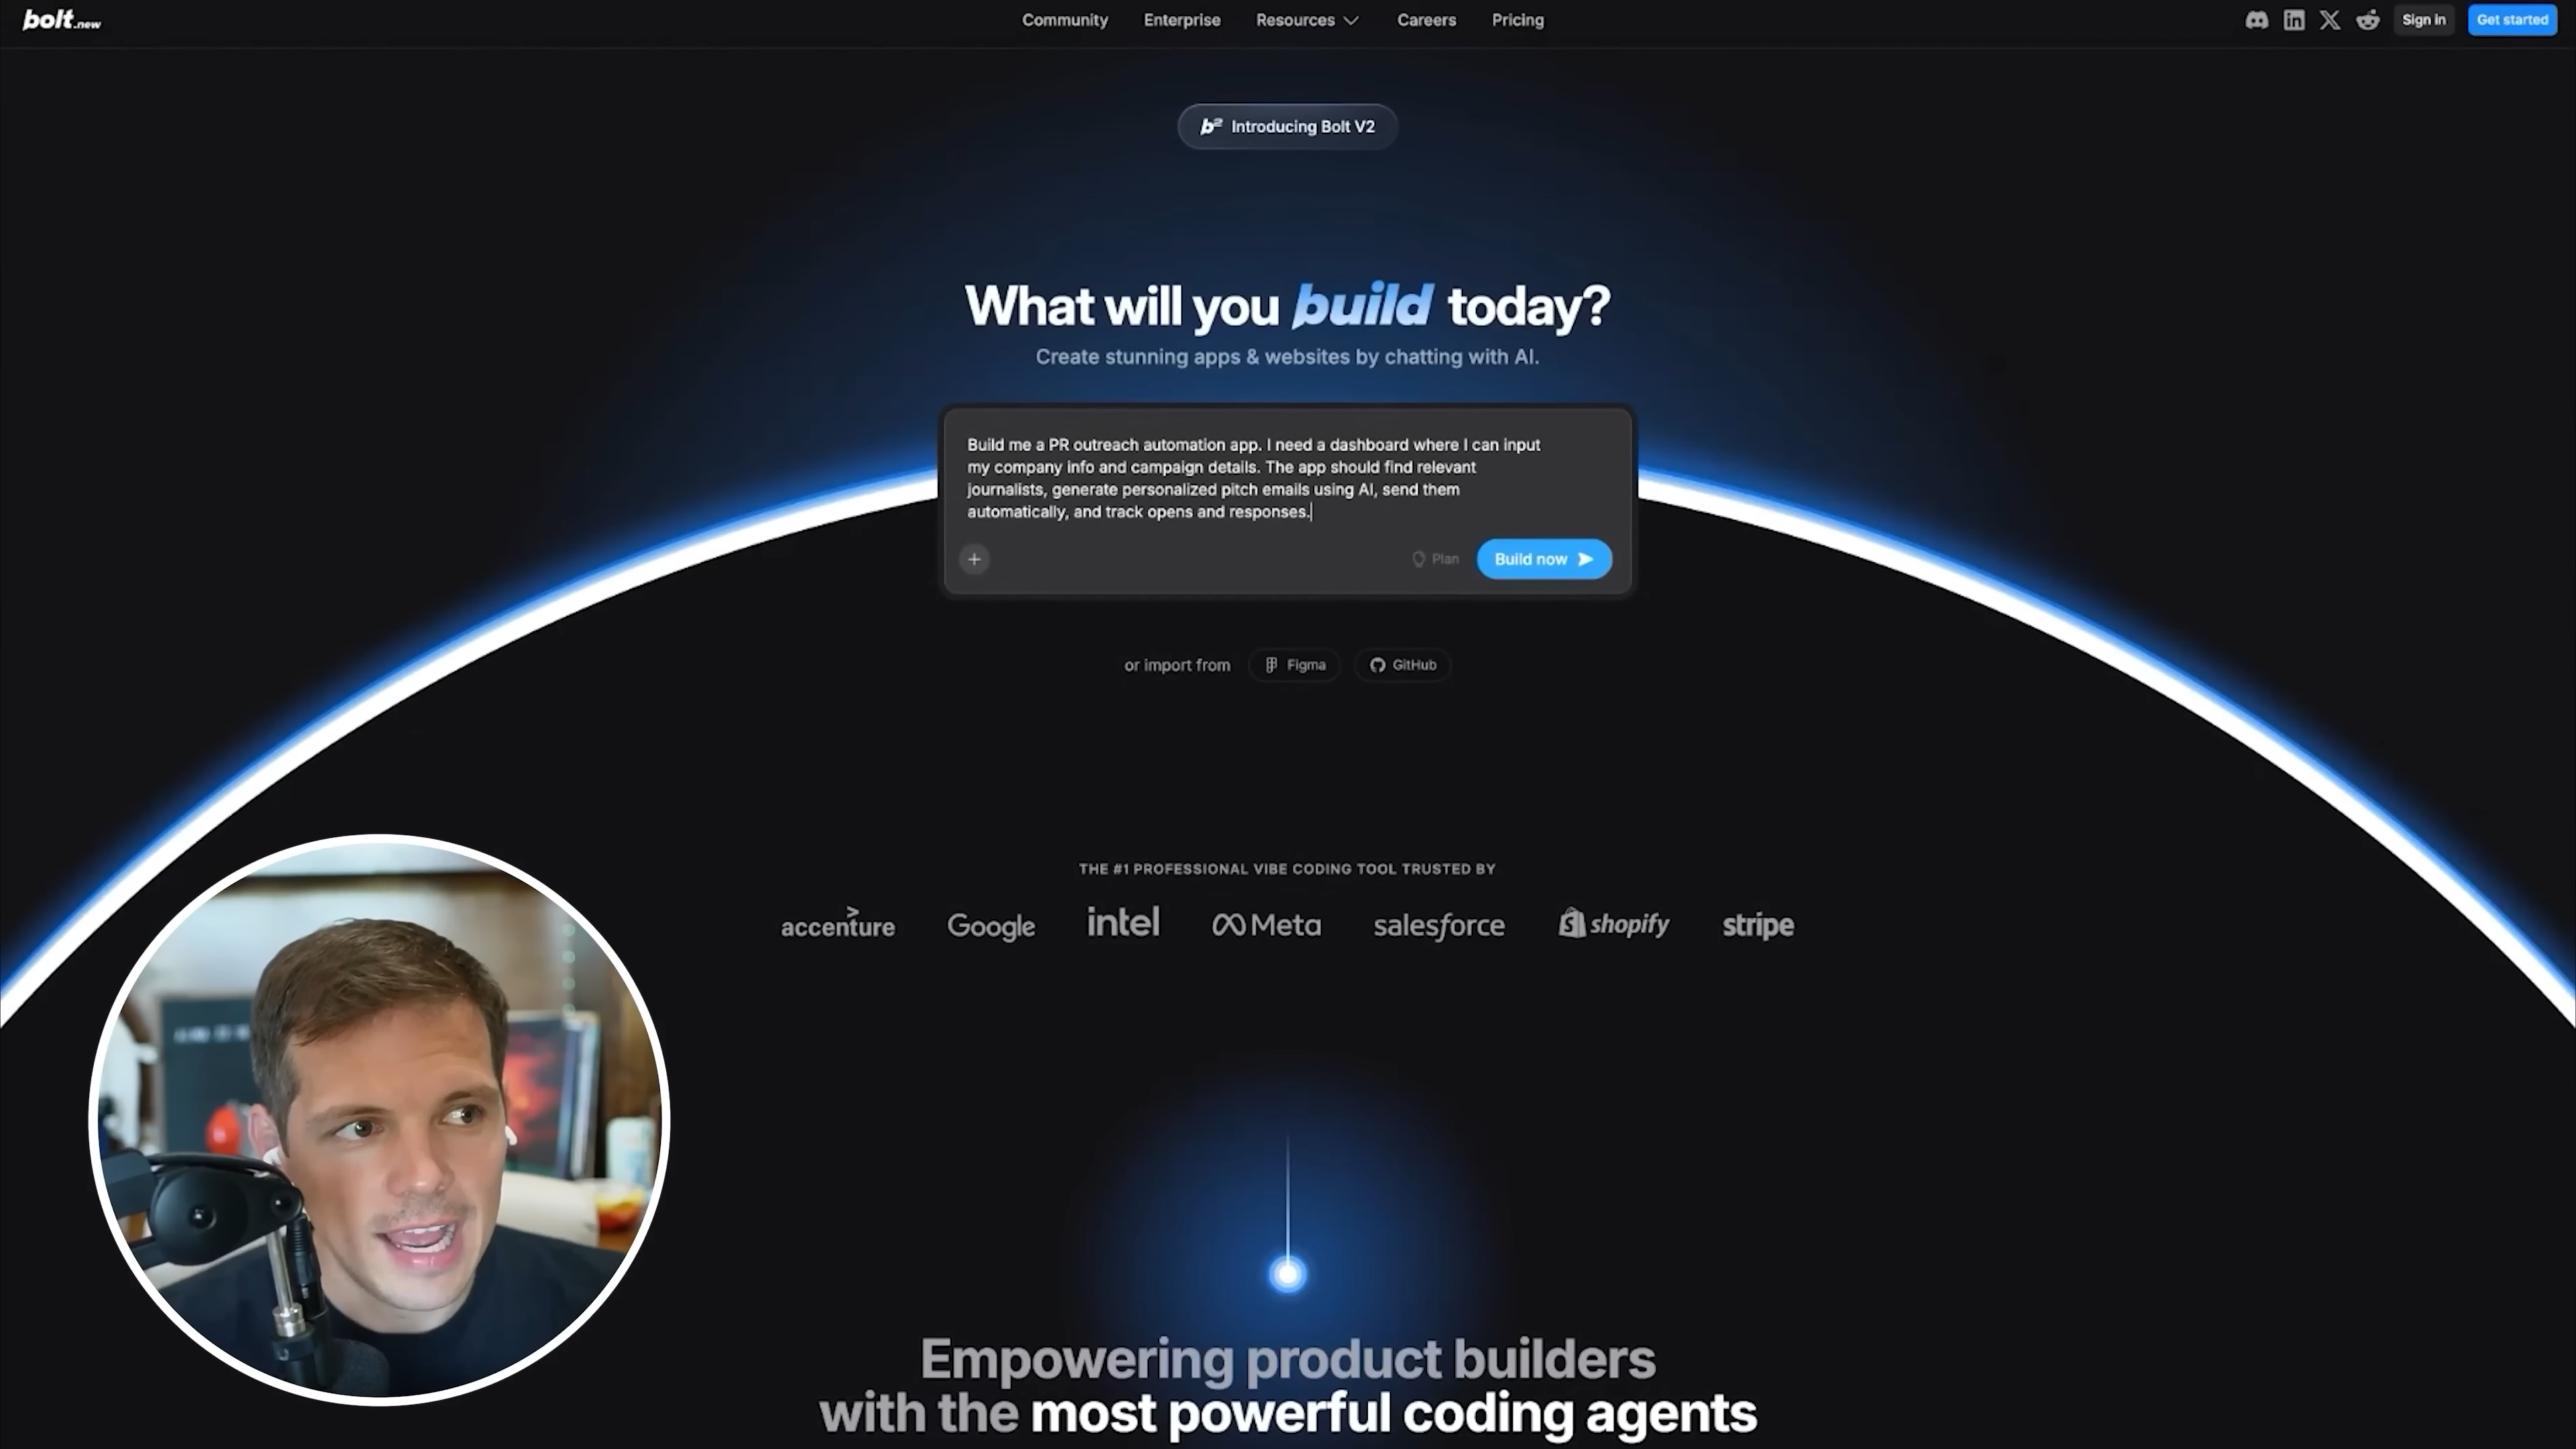 bolt.new
Community
Enterprise
Resources
Careers
Pricing
Sign in
Get started
b² Introducing Bolt V2
What will you build today?
Create stunning apps & websites by chatting with AI.
Build me a PR outreach automation app. I need a dashboard where I can input
my company info and campaign details. The app should find relevant
journalists, generate personalized pitch emails using AI, send them
automatically, and track opens and responses.
Plan
Build now
or import from
Figma
GitHub
THE #1 PROFESSIONAL VIBE CODING TOOL TRUSTED BY
accenture
Google
intel
Meta
salesforce
shopify
stripe
Empowering product builders
with the most powerful coding agents